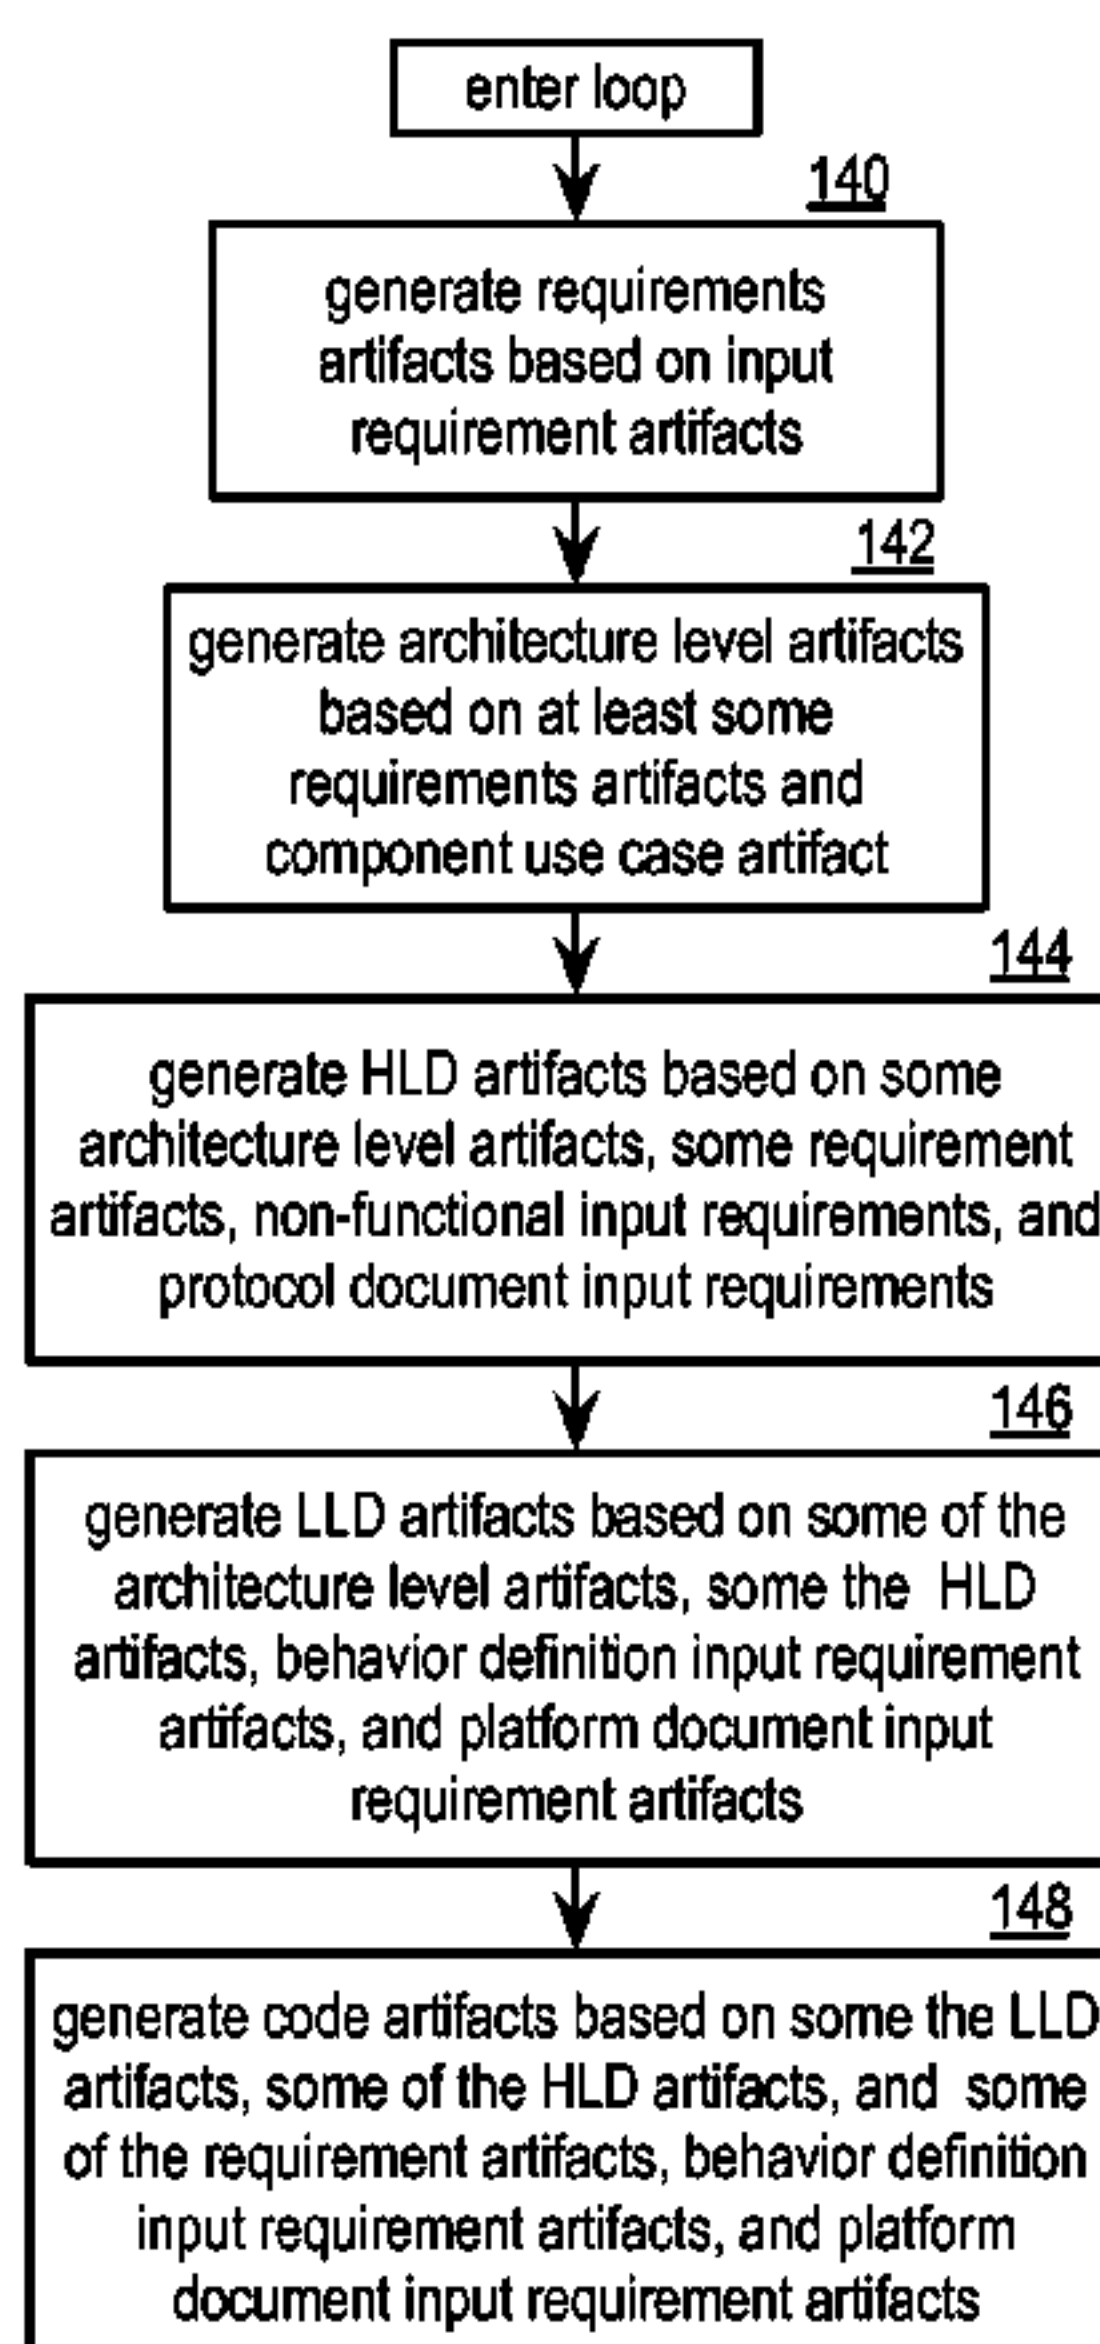 enter loop
140
generate requirements
artifacts based on input
requirement artifacts
142
generate architecture level artifacts
based on at least some
requirements artifacts and
component use case artifact
144
generate HLD artifacts based on some
architecture level artifacts, some requirement
artifacts, non-functional input requirements, and
protocol document input requirements
146
generate LLD artifacts based on some of the
architecture level artifacts, some the HLD
artifacts, behavior definition input requirement
artifacts, and platform document input
requirement artifacts
148
generate code artifacts based on some the LLD
artifacts, some of the HLD artifacts, and some
of the requirement artifacts, behavior definition
input requirement artifacts, and platform
document input requirement artifacts